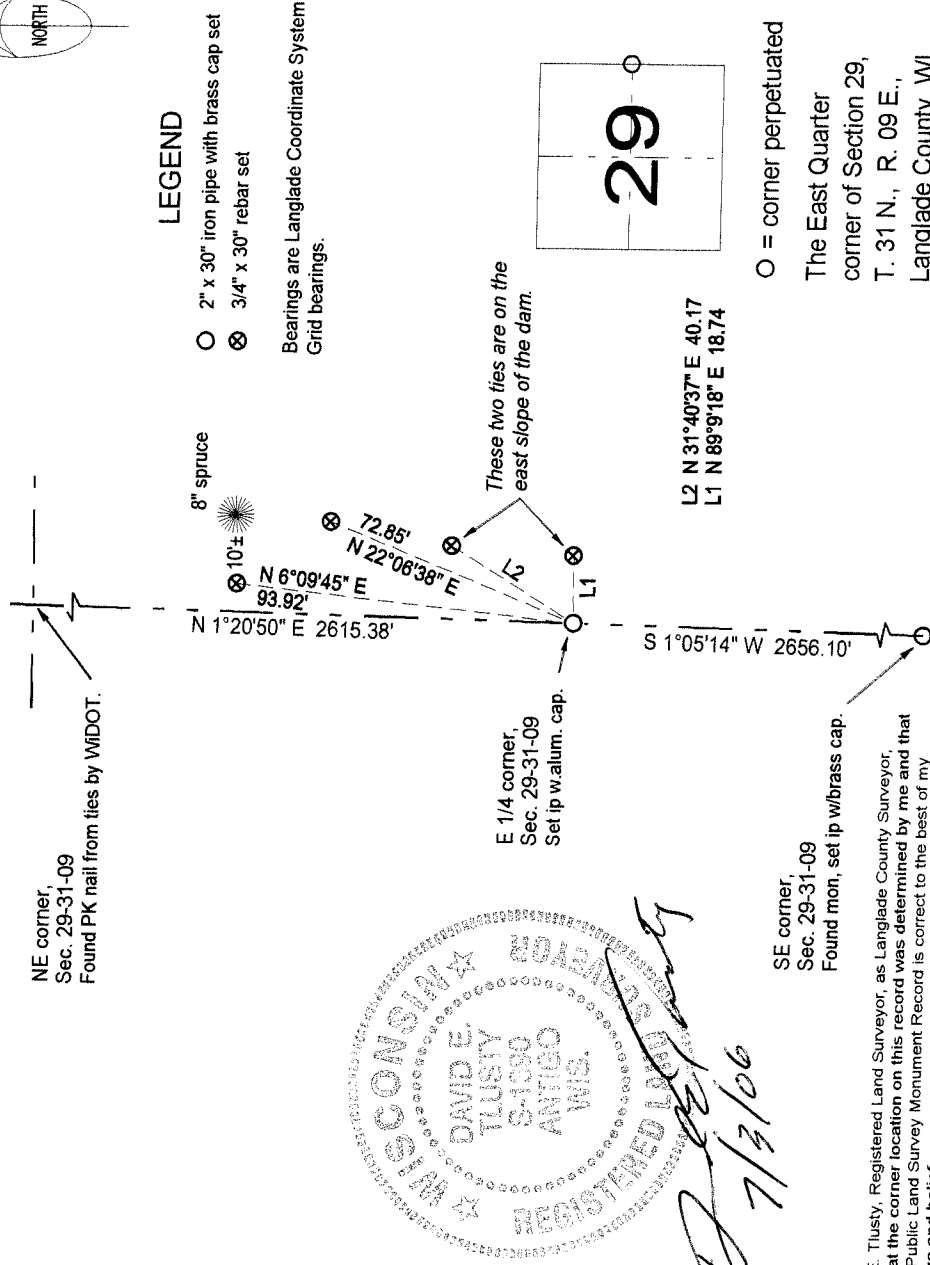 NORTH
LEGEND
2" x 30" iron pipe with brass cap set
3/4" x 30" rebar set
Bearings are Langlade Coordinate System
Grid bearings.
NE corner,
Sec. 29-31-09
Found PK nail from ties by WiDOT.
8" spruce
10'±
N 6°09'45" E
93.92'
72.85'
N 22°06'38" E
N 1°20'50" E 2615.38'
These two ties are on the
east slope of the dam.
L2
L1
E 1/4 corner,
Sec. 29-31-09
Set ip w.alum. cap.
S 1°05'14" W 2656.10'
L2 N 31°40'37" E 40.17
L1 N 89°9'18" E 18.74
29
O = corner perpetuated
The East Quarter
corner of Section 29,
T. 31 N., R. 09 E.,
Langlade County WI
SE corner,
Sec. 29-31-09
Found mon, set ip w/brass cap.
WISCONSIN
DAVID E.
TLUSTY
S-1390
ANTIGO
WIS.
REGISTERED LAND SURVEYOR
7/3/06
E. Tlusty, Registered Land Surveyor, as Langlade County Surveyor,
at the corner location on this record was determined by me and that
Public Land Survey Monument Record is correct to the best of my
and belief